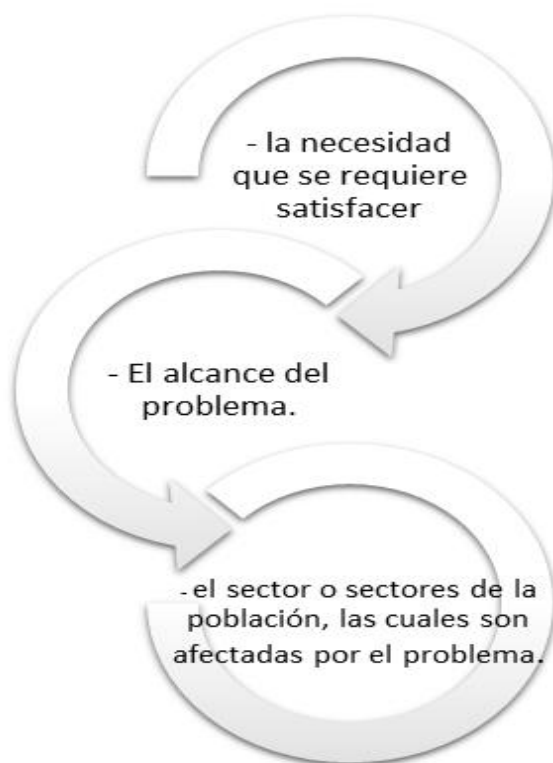 - la necesidad
que se requiere
satisfacer
- El alcance del
problema.
- el sector o sectores de la
población, las cuales son
afectadas por el problema.